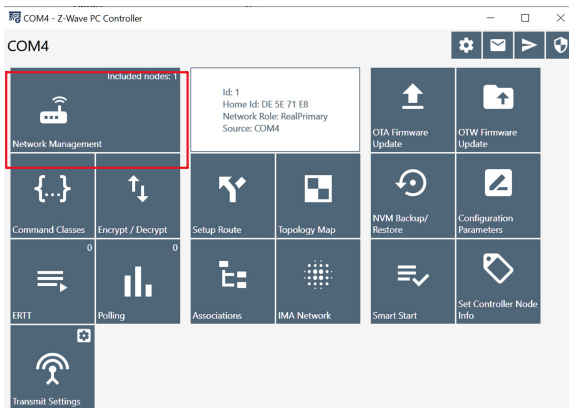 COM4 - Z-Wave PC Controller
COM4
Included nodes: 1
Network Management
Id: 1
Home Id: DE 5E 71 E8
Network Role: RealPrimary
Source: COM4
OTA Firmware
Update
OTW Firmware
Update
{...}
Command Classes
Encrypt / Decrypt
Setup Route
Topology Map
NVM Backup/
Restore
Configuration
Parameters
0
ERTT
0
Polling
Associations
IMA Network
Smart Start
Set Controller Node
Info
Transmit Settings